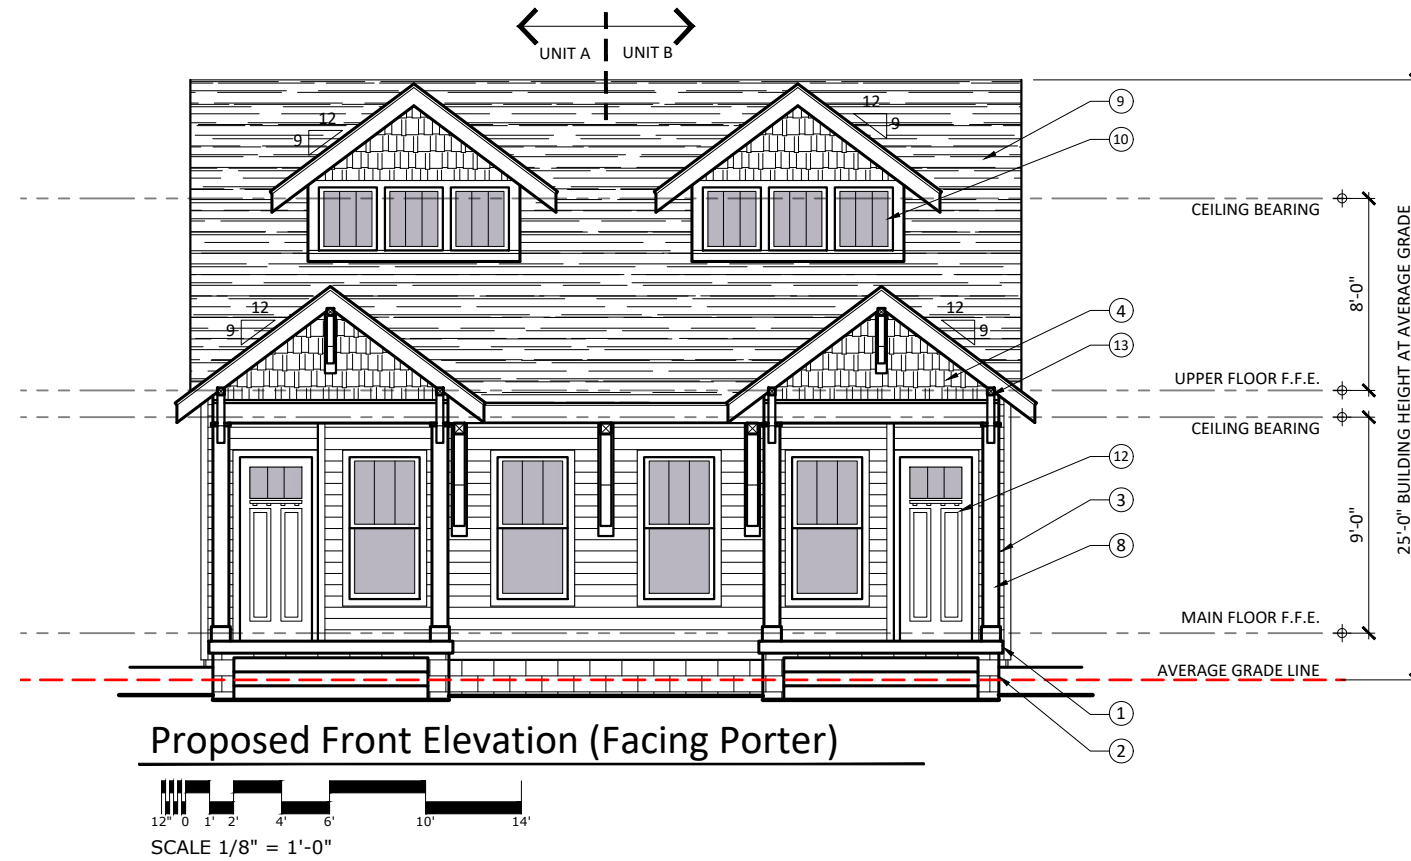 UNIT A
UNIT B
12
9
12
9
9
10
CEILING BEARING
8'-0"
25'-0" BUILDING HEIGHT AT AVERAGE GRADE
12
9
12
9
4
13
UPPER FLOOR F.F.E.
CEILING BEARING
12
3
9'-0"
8
MAIN FLOOR F.F.E.
AVERAGE GRADE LINE
1
2
Proposed Front Elevation (Facing Porter)
12" 0 1' 2' 4' 6' 10' 14'
SCALE 1/8" = 1'-0"